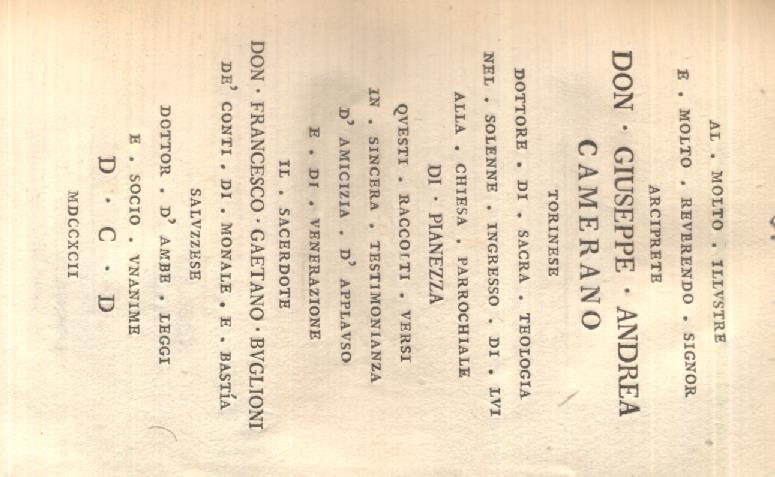 AL . MOLTO . ILLVSTRE
E . MOLTO . REVERENDO . SIGNOR
ARCIPRETE
DON · GIUSEPPE · ANDREA
CAMERANO
TORINESE
DOTTORE . DI . SACRA . TEOLOGIA
NEL . SOLENNE . INGRESSO . DI . LVI
ALLA . CHIESA . PARROCHIALE
DI · PIANEZZA
QVESTI . RACCOLTI . VERSI
IN . SINCERA . TESTIMONIANZA
D' AMICIZIA . D' APPLAVSO
E . DI . VENERAZIONE
IL . SACERDOTE
DON · FRANCESCO · GAETANO · BVGLIONI
DE' CONTI . DI . MONALE . E . BASTÍA
SALVZZESE
DOTTOR . D' AMBE . LEGGI
E . SOCIO . VNANIME
D · C · D
MDCCXCII